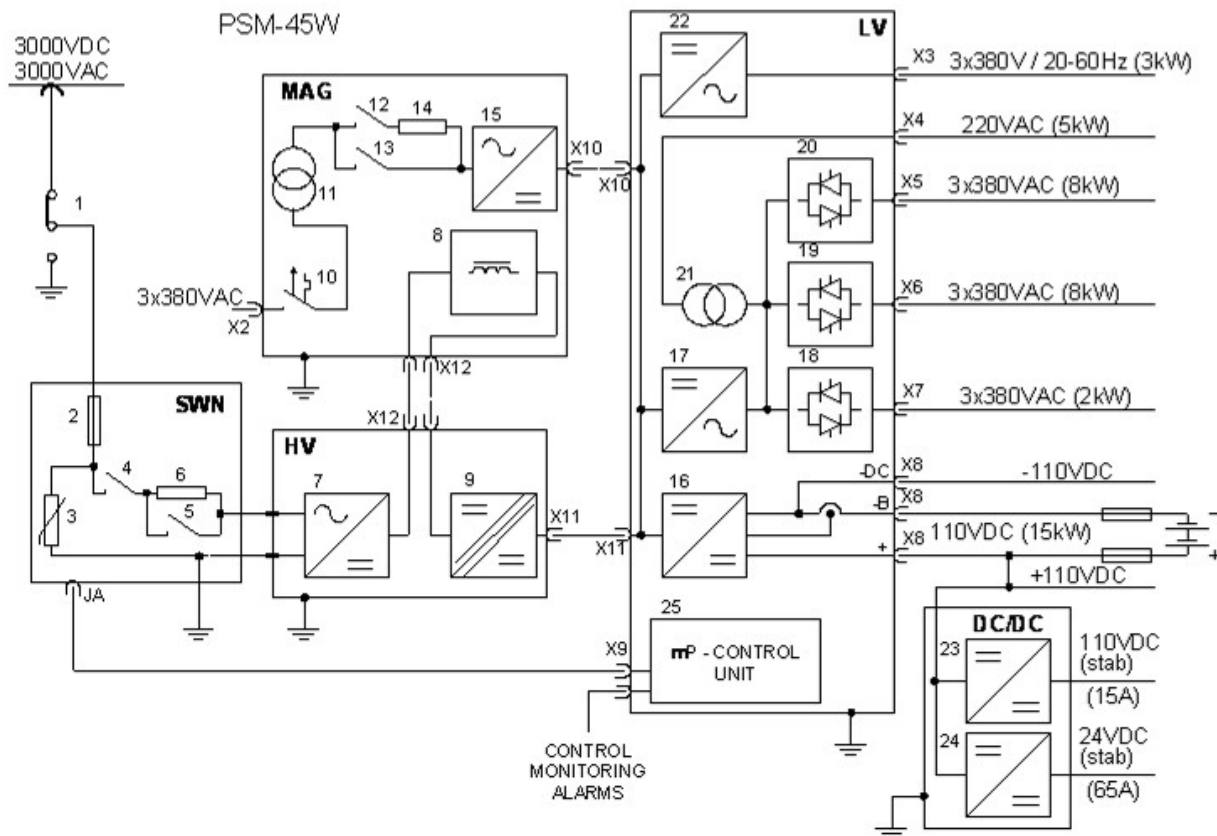 PSM-45W
3000VDC
3000VAC
1
MAG
12
14
15
13
11
8
10
3x380VAC
X2
X10
X10
X12
X12
SWN
2
4
6
3
5
JA
HV
7
9
X11
X11
LV
22
X3
3x380V / 20-60Hz (3kW)
X4
220VAC (5kW)
20
X5
3x380VAC (8kW)
21
19
X6
3x380VAC (8kW)
17
18
X7
3x380VAC (2kW)
16
-DC
X8
-110VDC
-B
X8
-
110VDC (15kW)
+
X8
+
+110VDC
25
X9
mP - CONTROL
UNIT
CONTROL
MONITORING
ALARMS
DC/DC
23
110VDC
(stab)
(15A)
24
24VDC
(stab)
(65A)